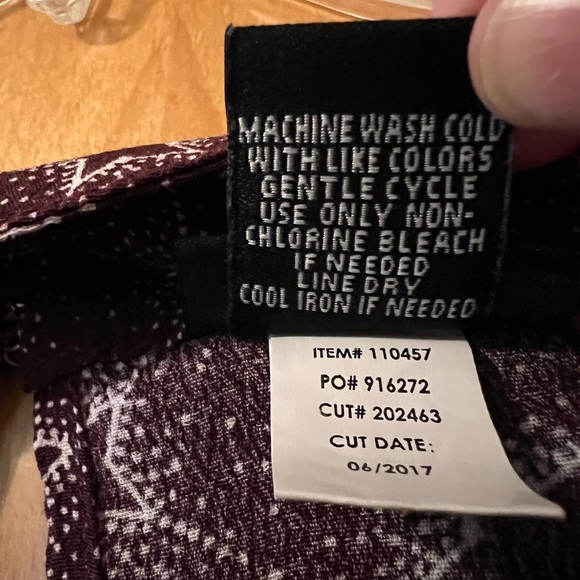 MACHINE WASH COLD
WITH LIKE COLORS
GENTLE CYCLE
USE ONLY NON-
CHLORINE BLEACH
IF NEEDED
LINE DRY
COOL IRON IF NEEDED
ITEM# 110457
PO# 916272
CUT# 202463
CUT DATE:
06/2017